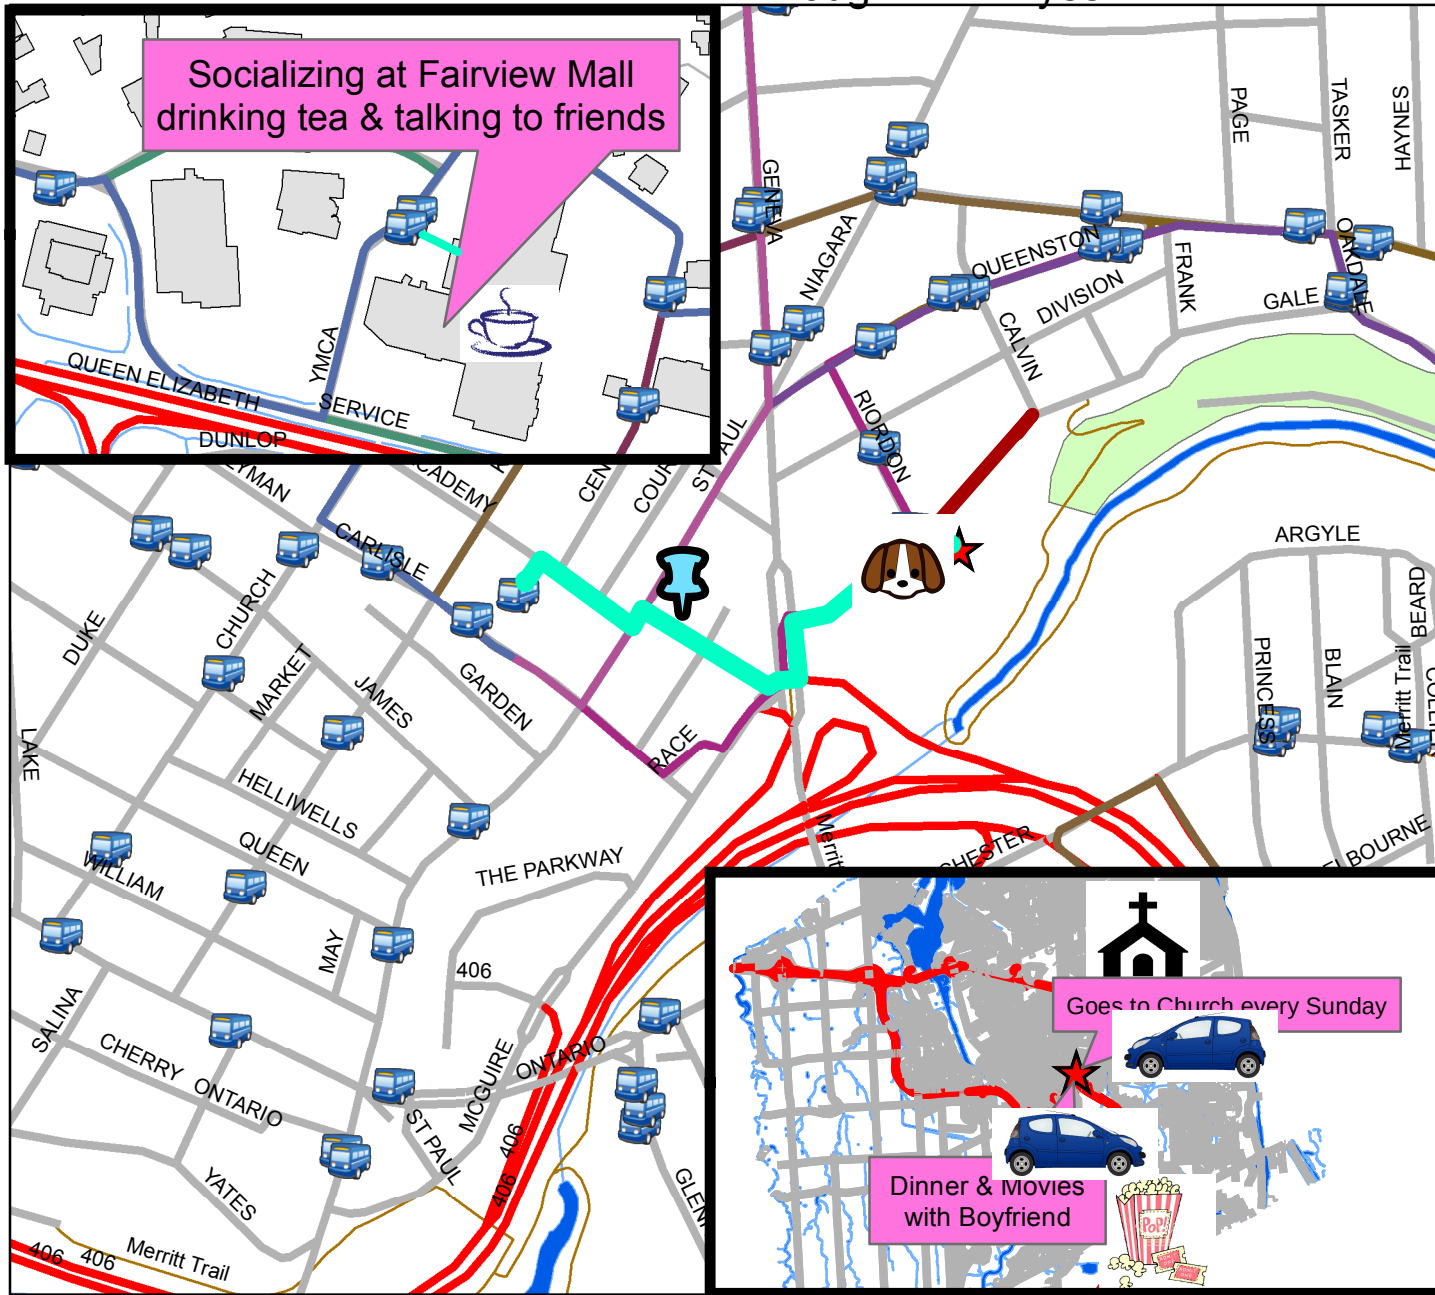 Socializing at Fairview Mall
drinking tea & talking to friends
YMCA
QUEEN ELIZABETH
SERVICE
DUNLOP
GENEVA
NIAGARA
PAGE
TASKER
HAYNES
QUEENSTON
DIVISION
FRANK
OAKDALE
GALE
CALVIN
RIORDON
CARLISLE
DUKE
CHURCH
MARKET
JAMES
GARDEN
RACE
LAKE
HELLIWELLS
QUEEN
WILLIAM
THE PARKWAY
MAY
406
SALINA
CHERRY
ONTARIO
ONTARIO
MCGUIRE
ST PAUL
YATES
406
406
406
406
Merritt Trail
ARGYLE
BEARD
PRINCESS
BLAIN
Merritt Trail
Goes to Church every Sunday
Dinner & Movies
with Boyfriend
POP!